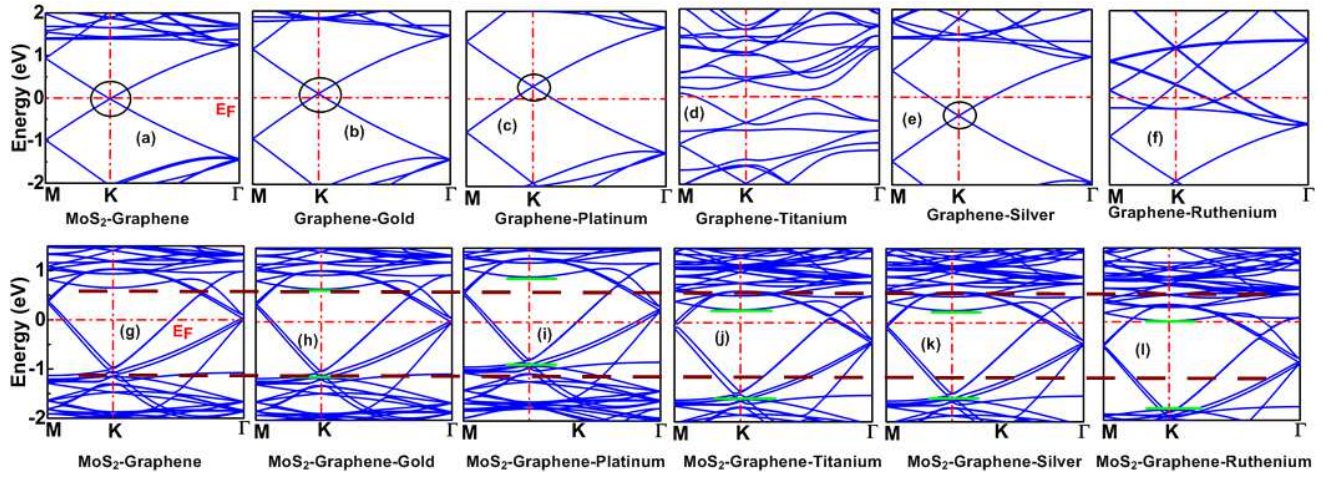 Energy (eV)
2
1
0
-1
-2
E_F
(a)
(b)
(c)
(d)
(e)
(f)
M K Γ
M K Γ
M K Γ
M K Γ
M K Γ
M K Γ
MoS₂-Graphene
Graphene-Gold
Graphene-Platinum
Graphene-Titanium
Graphene-Silver
Graphene-Ruthenium
Energy (eV)
1
0
-1
-2
E_F
(g)
(h)
(i)
(j)
(k)
(l)
M K Γ
M K Γ
M K Γ
M K Γ
M K Γ
M K Γ
MoS₂-Graphene
MoS₂-Graphene-Gold
MoS₂-Graphene-Platinum
MoS₂-Graphene-Titanium
MoS₂-Graphene-Silver
MoS₂-Graphene-Ruthenium